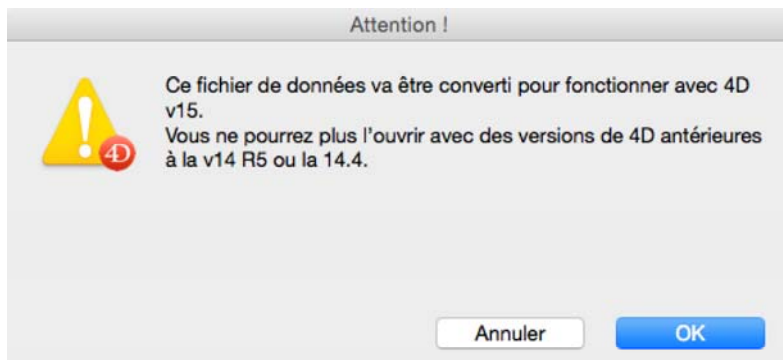 Attention !
Ce fichier de données va être converti pour fonctionner avec 4D
v15.
Vous ne pourrez plus l'ouvrir avec des versions de 4D antérieures
à la v14 R5 ou la 14.4.
4D
Annuler
OK